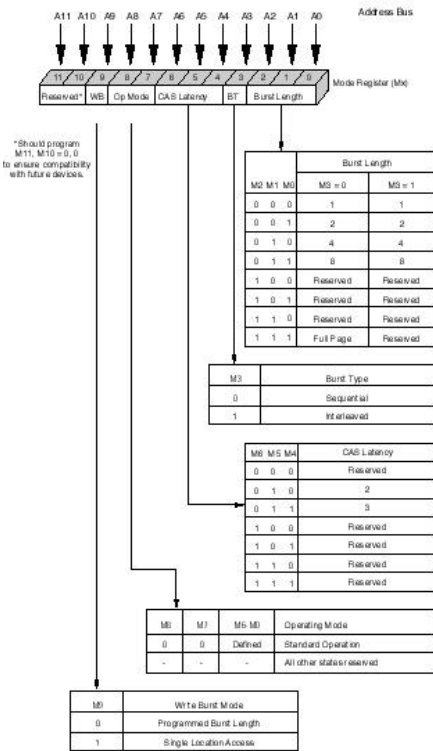 A11 A10 A9 A8 A7 A6 A5 A4 A3 A2 A1 A0 Address Bus
11 10 9 8 7 6 5 4 3 2 1 0 Mode Register (Mx)
Reserved* WB Op Mode CAS Latency BT Burst Length
*Should program
M11, M10 = 0, 0
to ensure compatibility
with future devices.
Burst Length
M2 M1 M0 M3 = 0 M3 = 1
0 0 0 1 1
0 0 1 2 2
0 1 0 4 4
0 1 1 8 8
1 0 0 Reserved Reserved
1 0 1 Reserved Reserved
1 1 0 Reserved Reserved
1 1 1 Full Page Reserved
M3 Burst Type
0 Sequential
1 Interleaved
M6 M5 M4 CAS Latency
0 0 0 Reserved
0 1 0 2
0 1 1 3
1 0 0 Reserved
1 0 1 Reserved
1 1 0 Reserved
1 1 1 Reserved
M8 M7 M6-M0 Operating Mode
0 0 Defined Standard Operation
- - - All other states reserved
M9 Write Burst Mode
0 Programmed Burst Length
1 Single Location Access